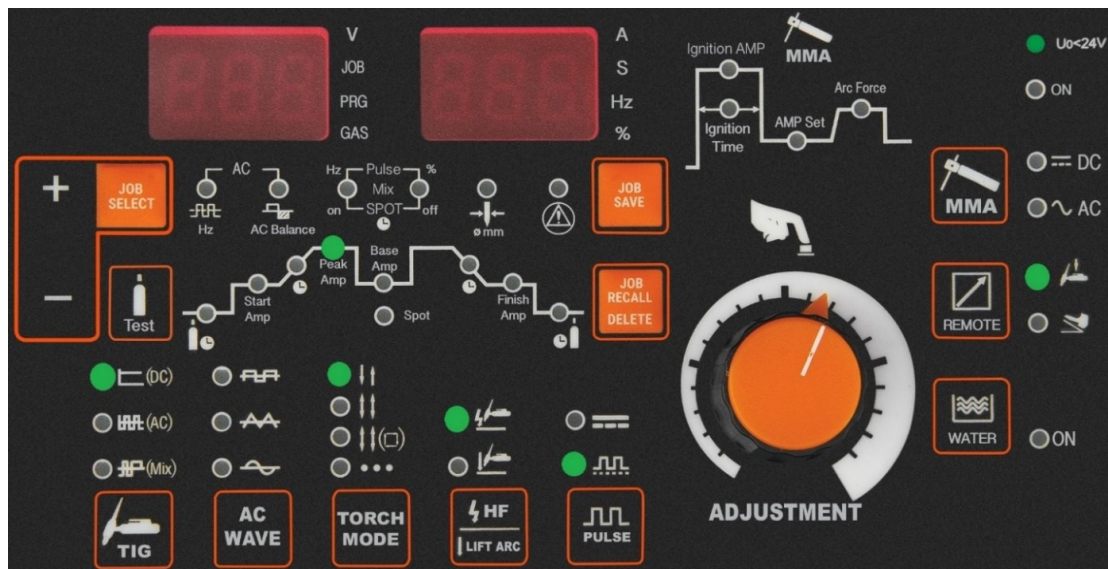 V
JOB
PRG
GAS
A
S
Hz
%
Ignition AMP
MMA
Ignition
Time
AMP Set
Arc Force
Uo<24V
ON
+
JOB
SELECT
−
AC
Hz
AC Balance
Hz
Pulse
%
Mix
on
SPOT
off
ø mm
JOB
SAVE
MMA
DC
AC
Test
Start
Amp
Peak
Amp
Base
Amp
Spot
Finish
Amp
JOB
RECALL
DELETE
REMOTE
(DC)
(AC)
(Mix)
WATER
ON
TIG
AC
WAVE
TORCH
MODE
HF
LIFT ARC
PULSE
ADJUSTMENT